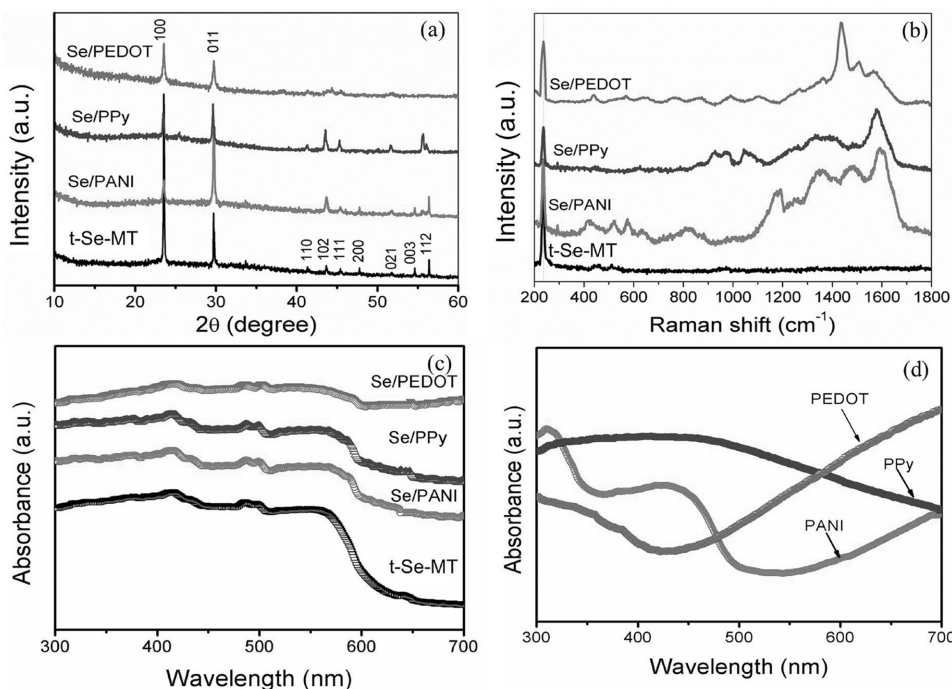 (a)
100
011
Se/PEDOT
Se/PPy
Se/PANI
t-Se-MT
110
102
111
200
021
003
112
Intensity (a.u.)
10 20 30 40 50 60
2θ (degree)
(b)
Se/PEDOT
Se/PPy
Se/PANI
t-Se-MT
Intensity (a.u.)
200 400 600 800 1000 1200 1400 1600 1800
Raman shift (cm⁻¹)
(c)
Se/PEDOT
Se/PPy
Se/PANI
t-Se-MT
Absorbance (a.u.)
300 400 500 600 700
Wavelength (nm)
(d)
PEDOT
PPy
PANI
Absorbance (a.u.)
300 400 500 600 700
Wavelength (nm)